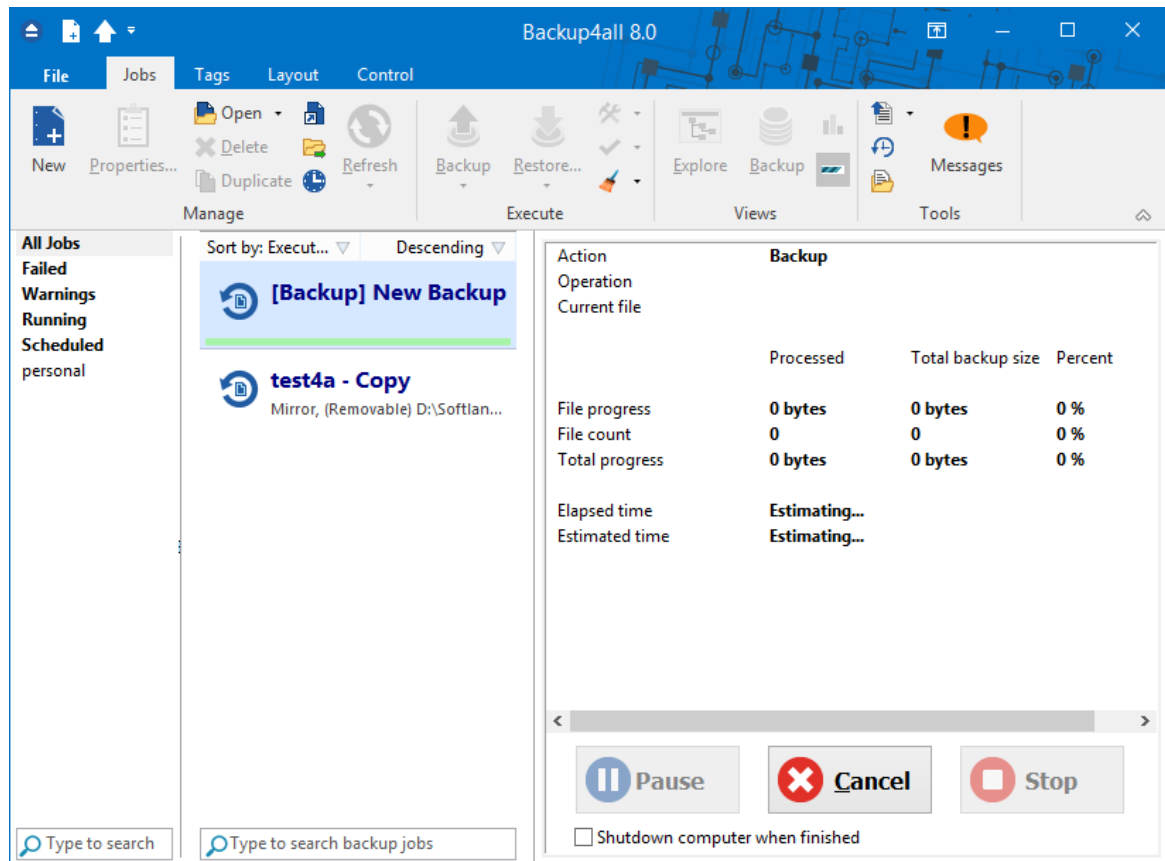 Backup4all 8.0
File Jobs Tags Layout Control
New
Properties...
Open
Delete
Duplicate
Refresh
Manage
Backup
Restore...
Execute
Explore
Backup
Views
Messages
Tools
All Jobs
Failed
Warnings
Running
Scheduled
personal
Type to search
Sort by: Execut... Descending
[Backup] New Backup
test4a - Copy
Mirror, (Removable) D:\Softlan...
Type to search backup jobs
Action Backup
Operation
Current file
Processed Total backup size Percent
File progress 0 bytes 0 bytes 0 %
File count 0 0 0 %
Total progress 0 bytes 0 bytes 0 %
Elapsed time Estimating...
Estimated time Estimating...
Pause Cancel Stop
Shutdown computer when finished